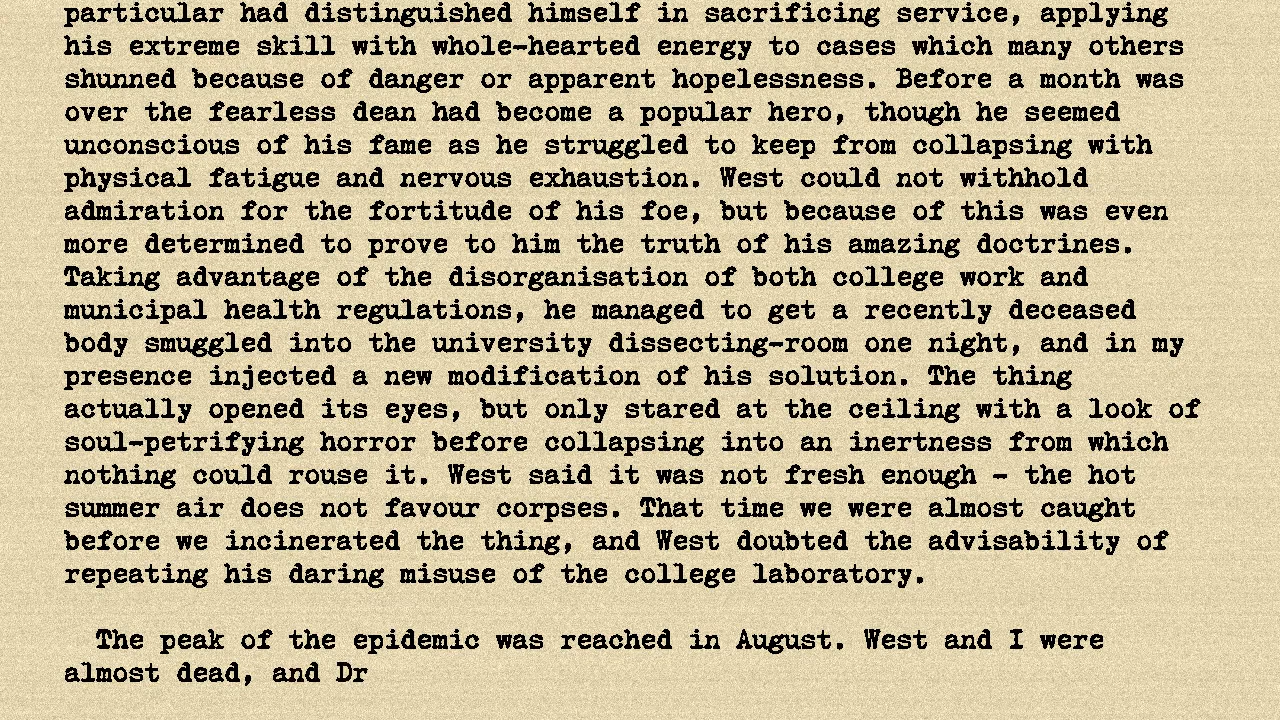 particular had distinguished himself in sacrificing service, applying
his extreme skill with whole-hearted energy to cases which many others
shunned because of danger or apparent hopelessness. Before a month was
over the fearless dean had become a popular hero, though he seemed
unconscious of his fame as he struggled to keep from collapsing with
physical fatigue and nervous exhaustion. West could not withhold
admiration for the fortitude of his foe, but because of this was even
more determined to prove to him the truth of his amazing doctrines.
Taking advantage of the disorganisation of both college work and
municipal health regulations, he managed to get a recently deceased
body smuggled into the university dissecting-room one night, and in my
presence injected a new modification of his solution. The thing
actually opened its eyes, but only stared at the ceiling with a look of
soul-petrifying horror before collapsing into an inertness from which
nothing could rouse it. West said it was not fresh enough - the hot
summer air does not favour corpses. That time we were almost caught
before we incinerated the thing, and West doubted the advisability of
repeating his daring misuse of the college laboratory.

The peak of the epidemic was reached in August. West and I were
almost dead, and Dr